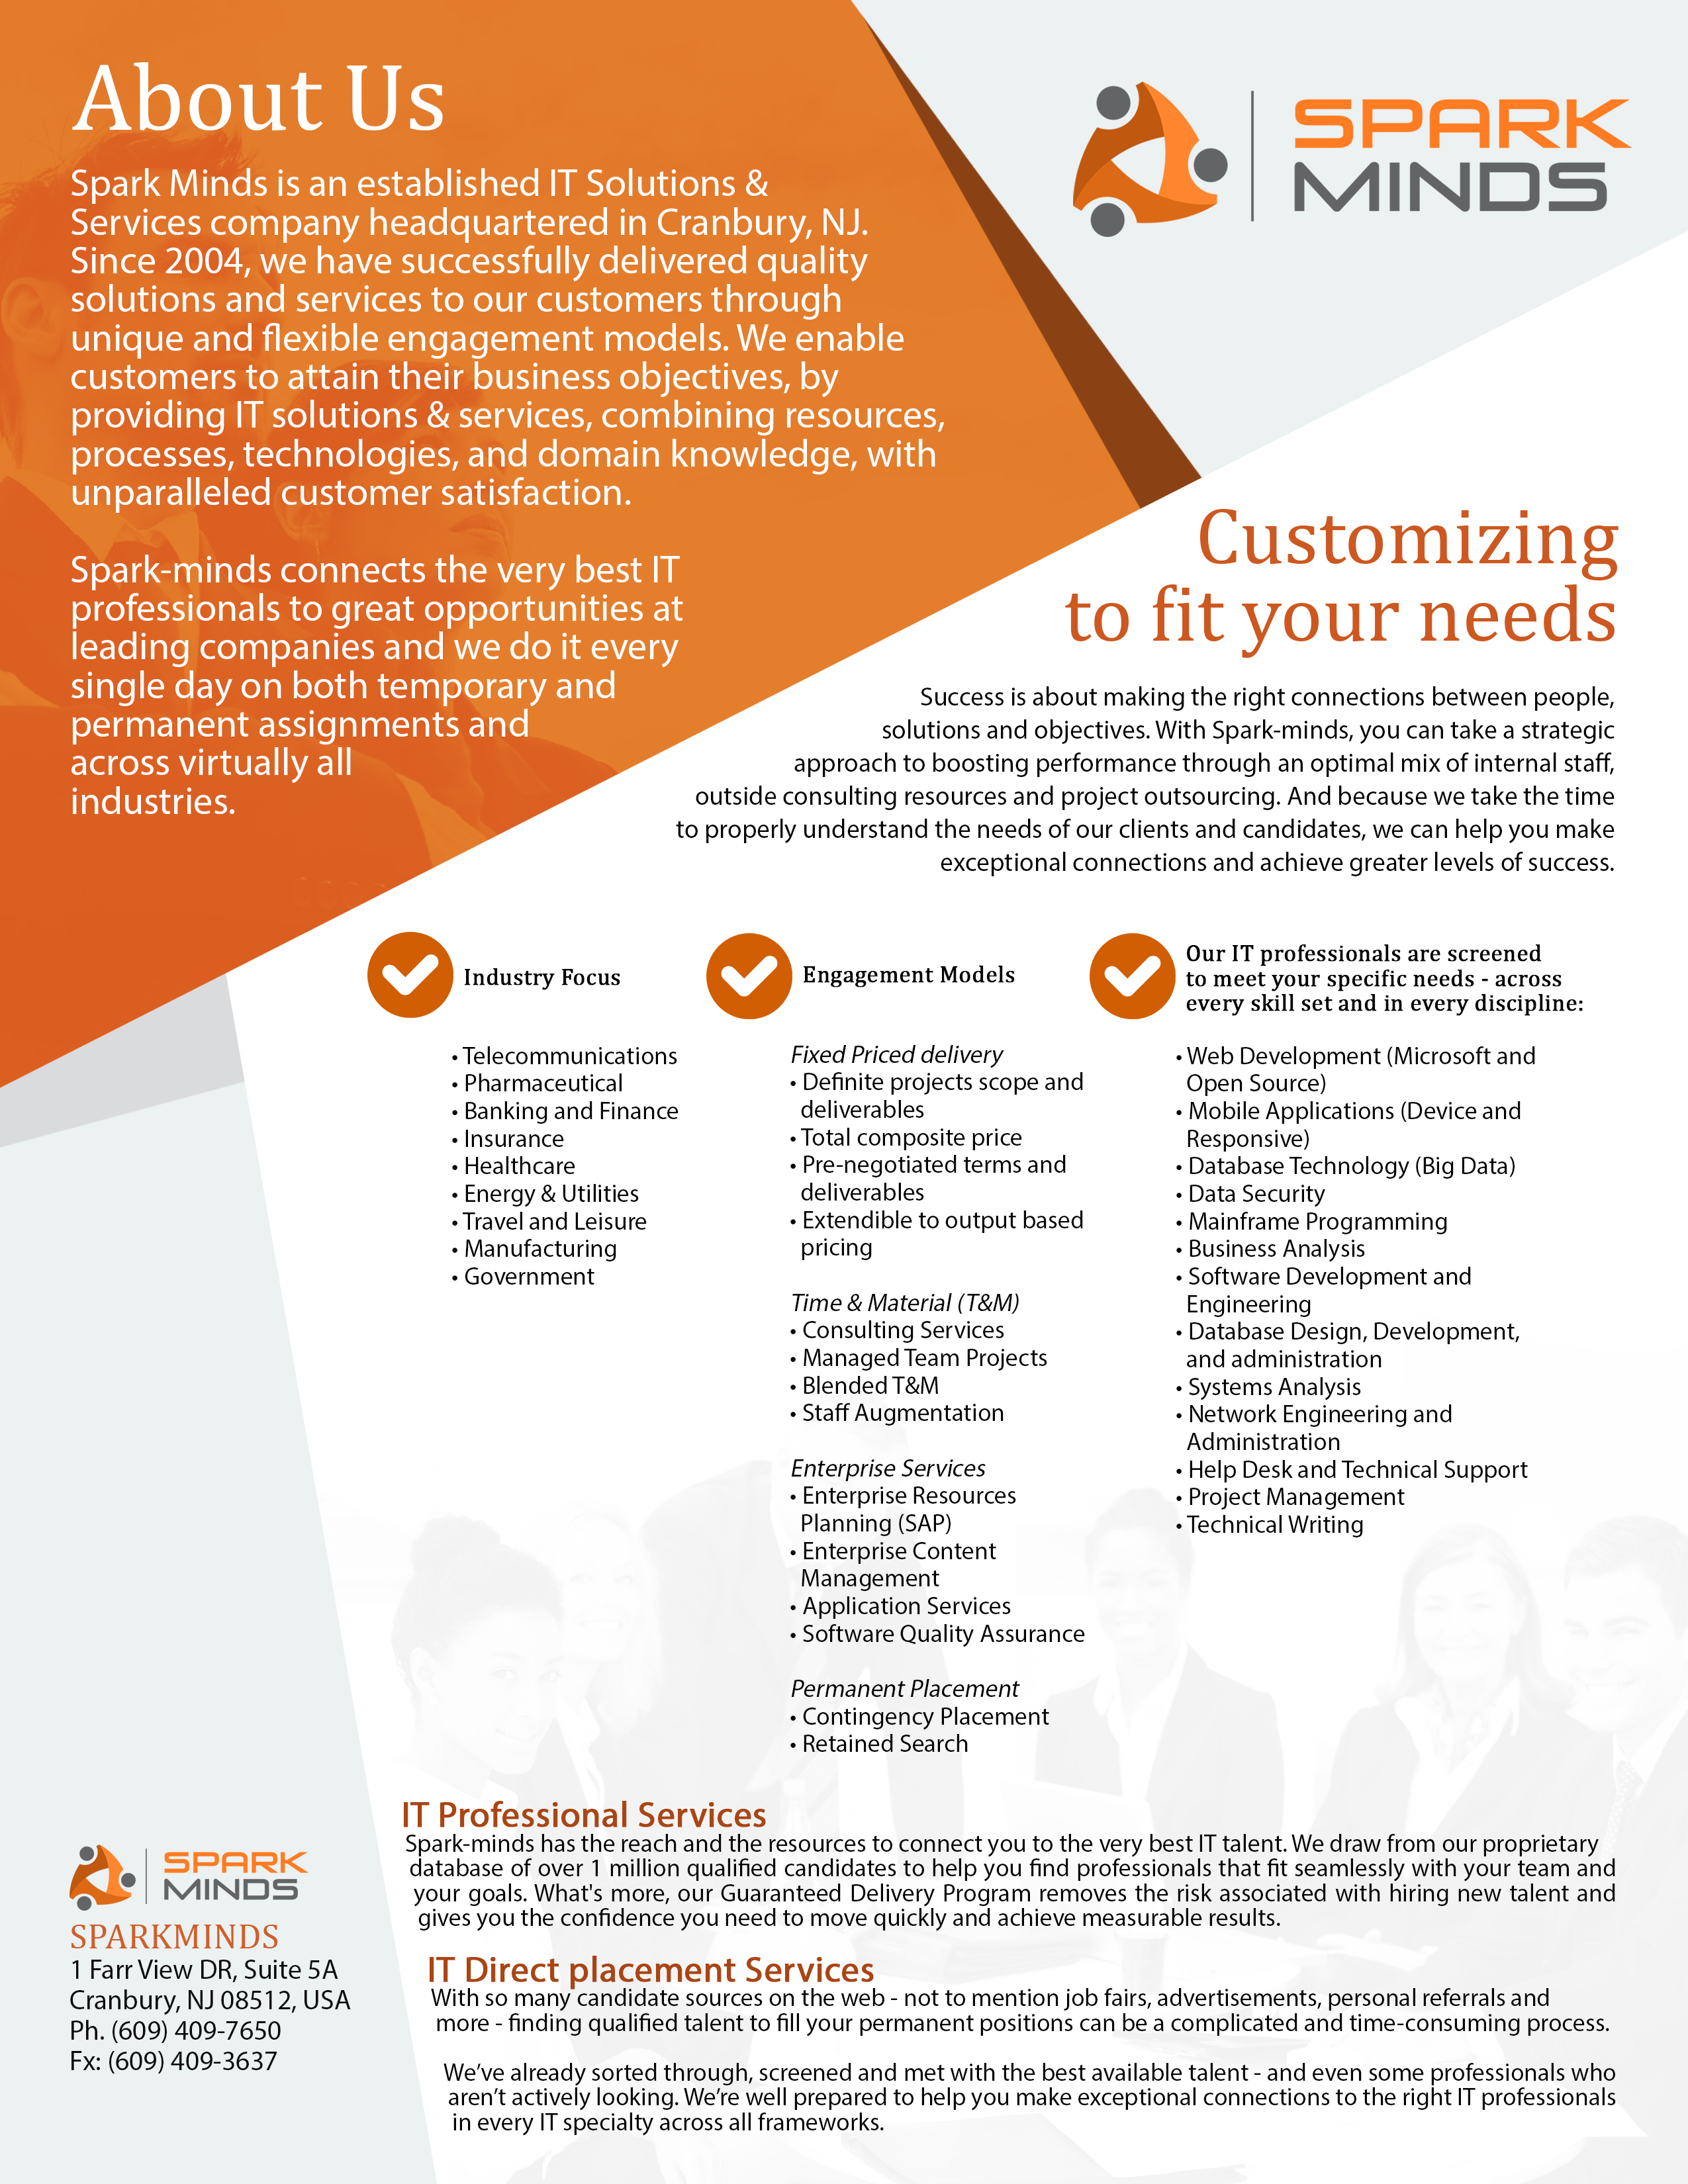 About Us
Spark Minds is an established IT Solutions &
Services company headquartered in Cranbury, NJ.
Since 2004, we have successfully delivered quality
solutions and services to our customers through
unique and flexible engagement models. We enable
customers to attain their business objectives, by
providing IT solutions & services, combining resources,
processes, technologies, and domain knowledge, with
unparalleled customer satisfaction.
Spark-minds connects the very best IT
professionals to great opportunities at
leading companies and we do it every
single day on both temporary and
permanent assignments and
across virtually all
industries.
SPARK
MINDS
Customizing
to fit your needs
Success is about making the right connections between people,
solutions and objectives. With Spark-minds, you can take a strategic
approach to boosting performance through an optimal mix of internal staff,
outside consulting resources and project outsourcing. And because we take the time
to properly understand the needs of our clients and candidates, we can help you make
exceptional connections and achieve greater levels of success.
Industry Focus
• Telecommunications
• Pharmaceutical
• Banking and Finance
• Insurance
• Healthcare
• Energy & Utilities
• Travel and Leisure
• Manufacturing
• Government
Engagement Models
Fixed Priced delivery
• Definite projects scope and
deliverables
• Total composite price
• Pre-negotiated terms and
deliverables
• Extendible to output based
pricing
Time & Material (T&M)
• Consulting Services
• Managed Team Projects
• Blended T&M
• Staff Augmentation
Enterprise Services
• Enterprise Resources
Planning (SAP)
• Enterprise Content
Management
• Application Services
• Software Quality Assurance
Permanent Placement
• Contingency Placement
• Retained Search
Our IT professionals are screened
to meet your specific needs - across
every skill set and in every discipline:
• Web Development (Microsoft and
Open Source)
• Mobile Applications (Device and
Responsive)
• Database Technology (Big Data)
• Data Security
• Mainframe Programming
• Business Analysis
• Software Development and
Engineering
• Database Design, Development,
and administration
• Systems Analysis
• Network Engineering and
Administration
• Help Desk and Technical Support
• Project Management
• Technical Writing
IT Professional Services
Spark-minds has the reach and the resources to connect you to the very best IT talent. We draw from our proprietary
database of over 1 million qualified candidates to help you find professionals that fit seamlessly with your team and
your goals. What's more, our Guaranteed Delivery Program removes the risk associated with hiring new talent and
gives you the confidence you need to move quickly and achieve measurable results.
IT Direct placement Services
With so many candidate sources on the web - not to mention job fairs, advertisements, personal referrals and
more - finding qualified talent to fill your permanent positions can be a complicated and time-consuming process.
We’ve already sorted through, screened and met with the best available talent - and even some professionals who
aren’t actively looking. We’re well prepared to help you make exceptional connections to the right IT professionals
in every IT specialty across all frameworks.
SPARK
MINDS
SPARKMINDS
1 Farr View DR, Suite 5A
Cranbury, NJ 08512, USA
Ph. (609) 409-7650
Fx: (609) 409-3637